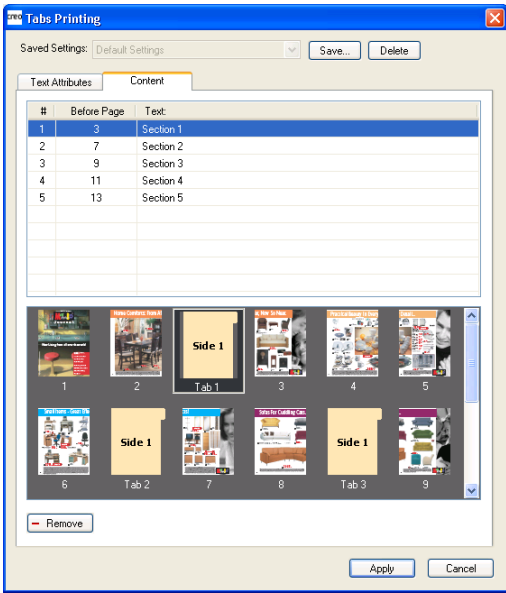 creo Tabs Printing
Saved Settings: Default Settings Save... Delete
Text Attributes Content
# Before Page Text:
1 3 Section 1
2 7 Section 2
3 9 Section 3
4 11 Section 4
5 13 Section 5
Side 1
1 2 Tab 1 3 4 5
Sofas For Cuddling
Side 1 Side 1
6 Tab 2 7 8 Tab 3 9
Remove
Apply Cancel